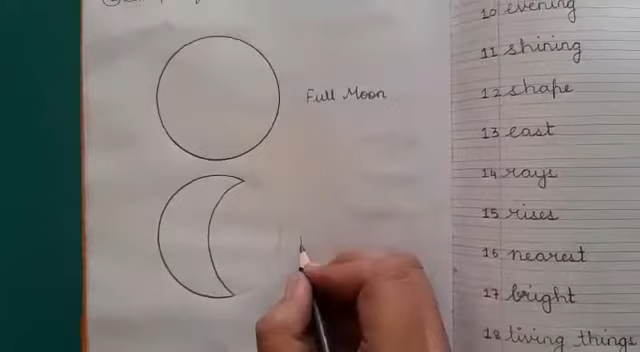 Full Moon
10 evening
11 shining
12 shape
13 east
14 rays
15 rises
16 nearest
17 bright
18 living things